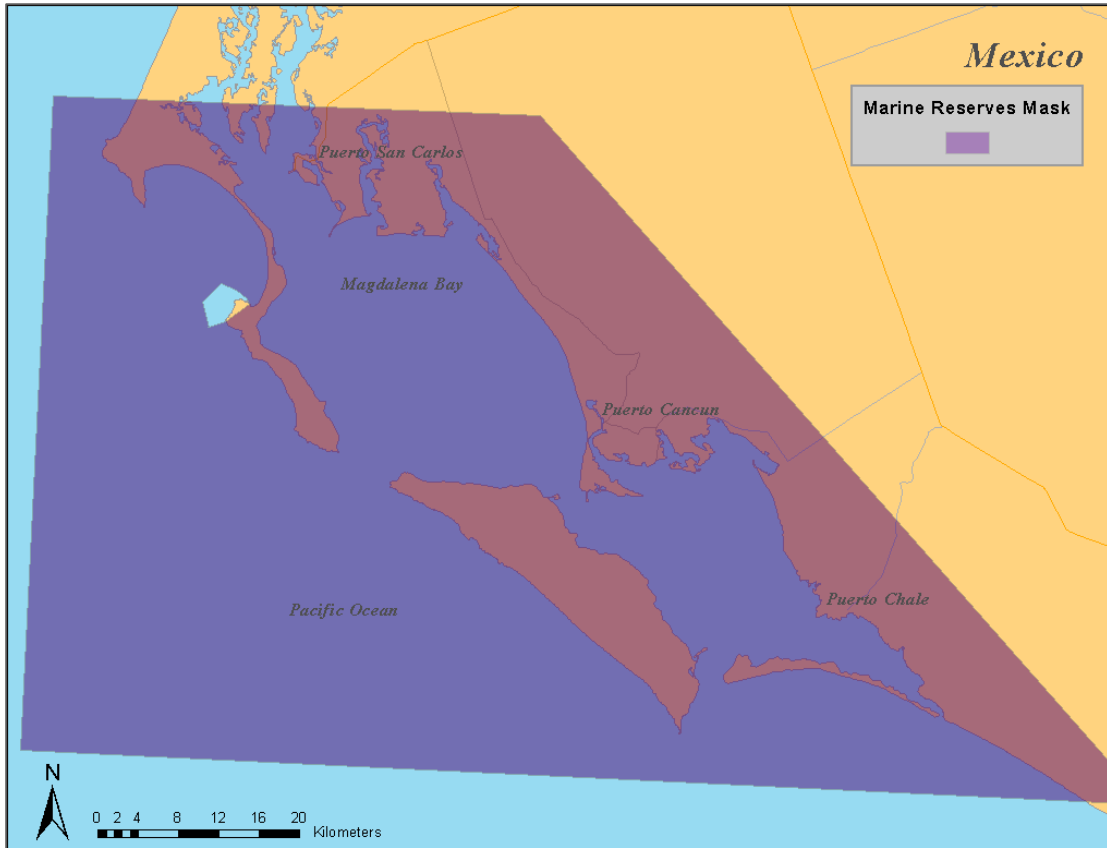 Mexico
Marine Reserves Mask
Puerto San Carlos
Magdalena Bay
Puerto Cancun
Puerto Chale
Pacific Ocean
N
0 2 4 8 12 16 20
Kilometers